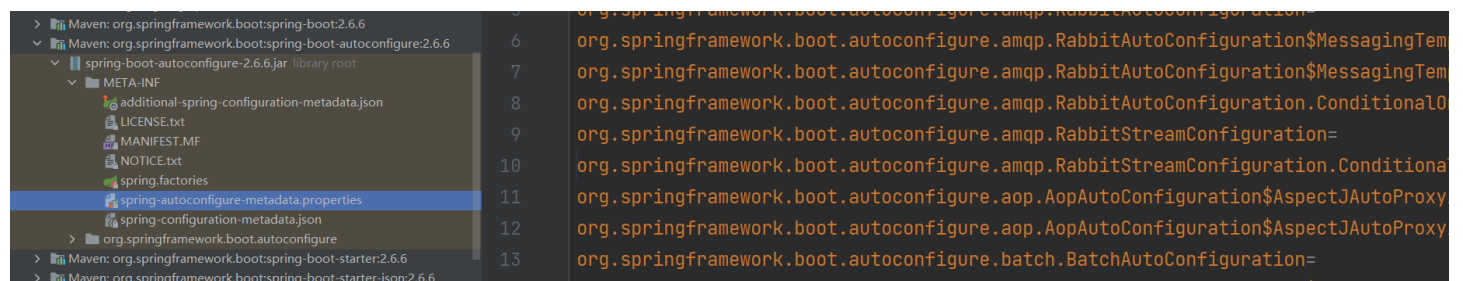 Maven: org.springframework.boot:spring-boot:2.6.6
Maven: org.springframework.boot:spring-boot-autoconfigure:2.6.6
spring-boot-autoconfigure-2.6.6.jar library root
META-INF
additional-spring-configuration-metadata.json
LICENSE.txt
MANIFEST.MF
NOTICE.txt
spring.factories
spring-autoconfigure-metadata.properties
spring-configuration-metadata.json
org.springframework.boot.autoconfigure
Maven: org.springframework.boot:spring-boot-starter:2.6.6
Maven: org.springframework.boot:spring-boot-starter-json:2.6.6
5 org.springframework.boot.autoconfigure.amqp.RabbitAutoConfiguration=
6 org.springframework.boot.autoconfigure.amqp.RabbitAutoConfiguration$MessagingTem
7 org.springframework.boot.autoconfigure.amqp.RabbitAutoConfiguration$MessagingTem
8 org.springframework.boot.autoconfigure.amqp.RabbitAutoConfiguration.ConditionalO
9 org.springframework.boot.autoconfigure.amqp.RabbitStreamConfiguration=
10 org.springframework.boot.autoconfigure.amqp.RabbitStreamConfiguration.Conditiona
11 org.springframework.boot.autoconfigure.aop.AopAutoConfiguration$AspectJAutoProxy
12 org.springframework.boot.autoconfigure.aop.AopAutoConfiguration$AspectJAutoProxy
13 org.springframework.boot.autoconfigure.batch.BatchAutoConfiguration=